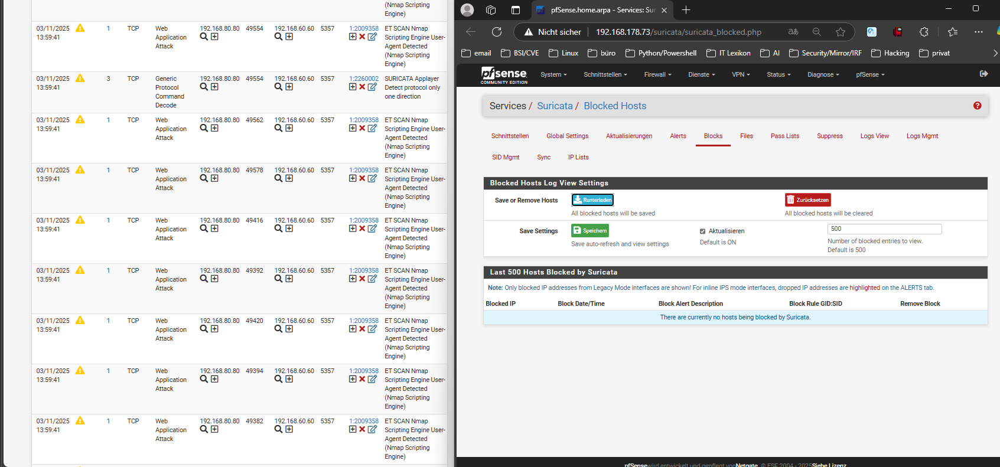 (Nmap Scripting
Engine)
03/11/2025 1 TCP Web 192.168.80.80 49554 192.168.60.60 5357 1:2009358 ET SCAN Nmap
13:59:41 Application Scripting Engine User-
Attack Agent Detected
(Nmap Scripting
Engine)
03/11/2025 3 TCP Generic 192.168.80.80 49554 192.168.60.60 5357 1:2260002 SURICATA Applayer
13:59:41 Protocol Detect protocol only
Command one direction
Decode
03/11/2025 1 TCP Web 192.168.80.80 49562 192.168.60.60 5357 1:2009358 ET SCAN Nmap
13:59:41 Application Scripting Engine User-
Attack Agent Detected
(Nmap Scripting
Engine)
03/11/2025 1 TCP Web 192.168.80.80 49578 192.168.60.60 5357 1:2009358 ET SCAN Nmap
13:59:41 Application Scripting Engine User-
Attack Agent Detected
(Nmap Scripting
Engine)
03/11/2025 1 TCP Web 192.168.80.80 49416 192.168.60.60 5357 1:2009358 ET SCAN Nmap
13:59:41 Application Scripting Engine User-
Attack Agent Detected
(Nmap Scripting
Engine)
03/11/2025 1 TCP Web 192.168.80.80 49392 192.168.60.60 5357 1:2009358 ET SCAN Nmap
13:59:41 Application Scripting Engine User-
Attack Agent Detected
(Nmap Scripting
Engine)
03/11/2025 1 TCP Web 192.168.80.80 49420 192.168.60.60 5357 1:2009358 ET SCAN Nmap
13:59:41 Application Scripting Engine User-
Attack Agent Detected
(Nmap Scripting
Engine)
03/11/2025 1 TCP Web 192.168.80.80 49394 192.168.60.60 5357 1:2009358 ET SCAN Nmap
13:59:41 Application Scripting Engine User-
Attack Agent Detected
(Nmap Scripting
Engine)
03/11/2025 1 TCP Web 192.168.80.80 49382 192.168.60.60 5357 1:2009358 ET SCAN Nmap
13:59:41 Application Scripting Engine User-
Attack Agent Detected
(Nmap Scripting
Engine)
pfSense.home.arpa - Services: Sur
Nicht sicher 192.168.178.73/suricata/suricata_blocked.php aあ
email BSI/CVE Linux büro Python/Powershell IT Lexikon AI Security/Mirror/IRF Hacking privat
pfsense
COMMUNITY EDITION
System Schnittstellen Firewall Dienste VPN Status Diagnose pfSense
Services / Suricata / Blocked Hosts
Schnittstellen Global Settings Aktualisierungen Alerts Blocks Files Pass Lists Suppress Logs View Logs Mgmt
SID Mgmt Sync IP Lists
Blocked Hosts Log View Settings
Save or Remove Hosts Runterladen Zurücksetzen
All blocked hosts will be saved All blocked hosts will be cleared
Save Settings Speichern Aktualisieren 500
Save auto-refresh and view settings Default is ON Number of blocked entries to view.
Default is 500
Last 500 Hosts Blocked by Suricata
Note: Only blocked IP addresses from Legacy Mode interfaces are shown! For inline IPS mode interfaces, dropped IP addresses are highlighted on the ALERTS tab.
Blocked IP Block Date/Time Block Alert Description Block Rule GID:SID Remove Block
There are currently no hosts being blocked by Suricata.
pfSense wird entwickelt und gepflegt von Netgate. © ESF 2004 - 2025 Siehe Lizenz.